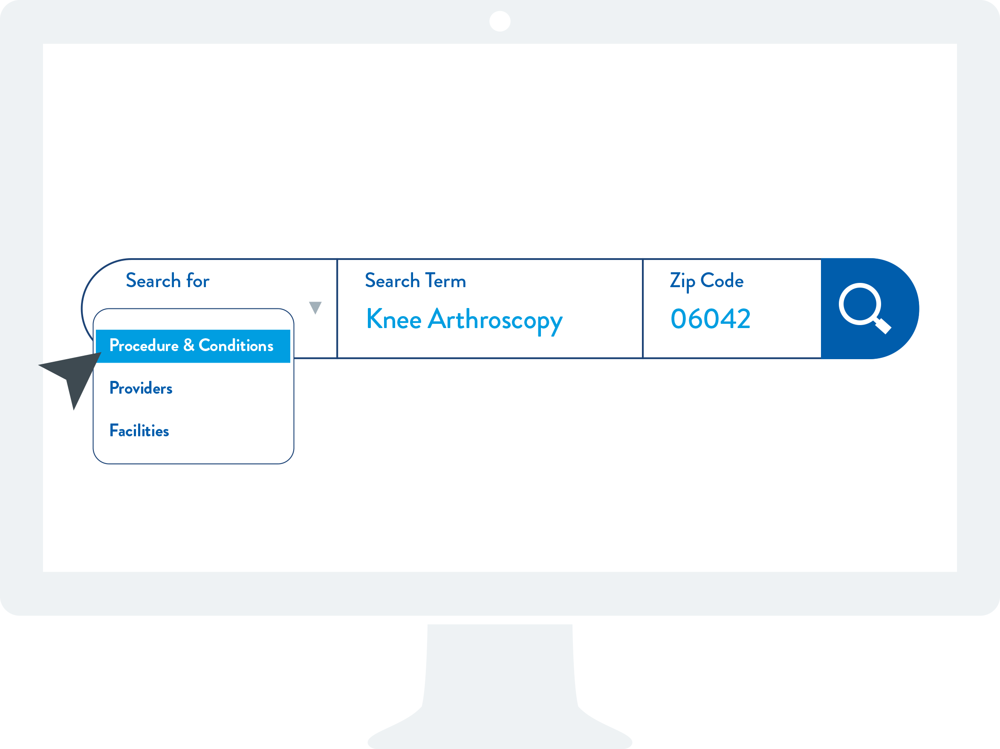 Search for
Search Term
Zip Code
Knee Arthroscopy
06042
Procedure & Conditions
Providers
Facilities